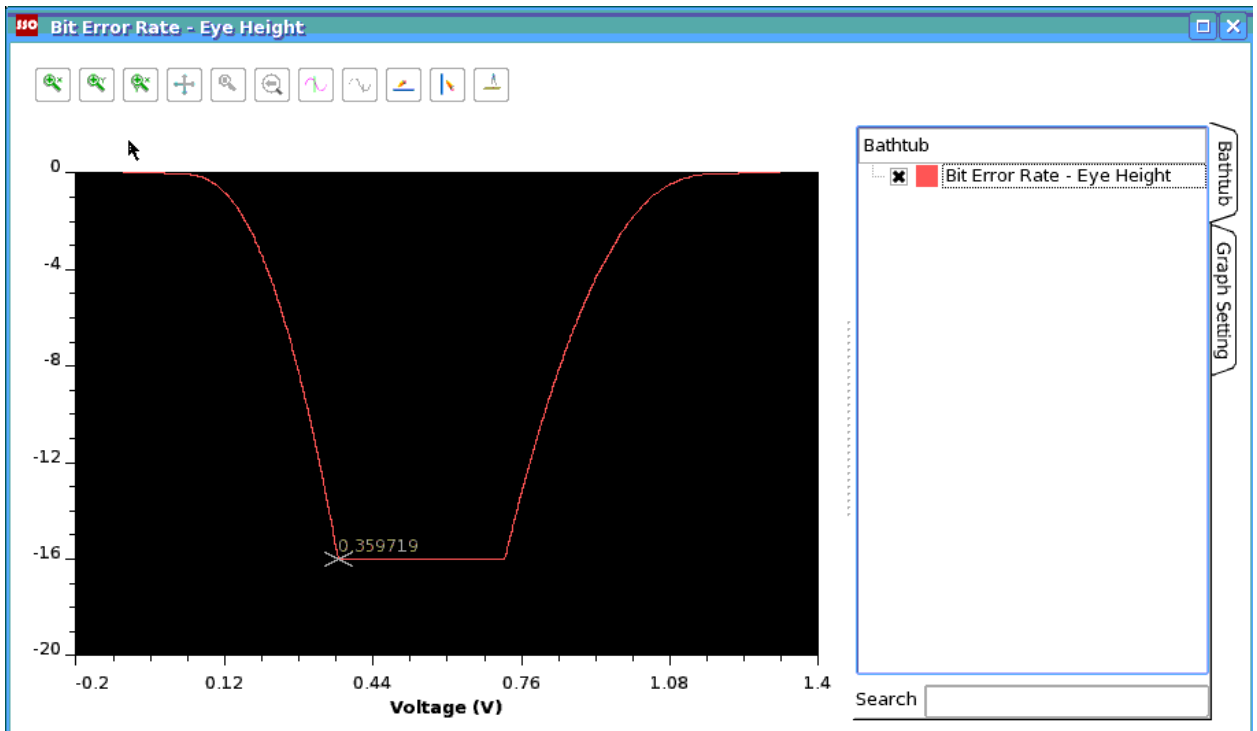 sso Bit Error Rate - Eye Height
Bathtub
Bit Error Rate - Eye Height
Bathtub
Graph Setting
0
-4
-8
-12
-16
-20
0.359719
-0.2 0.12 0.44 0.76 1.08 1.4
Voltage (V)
Search